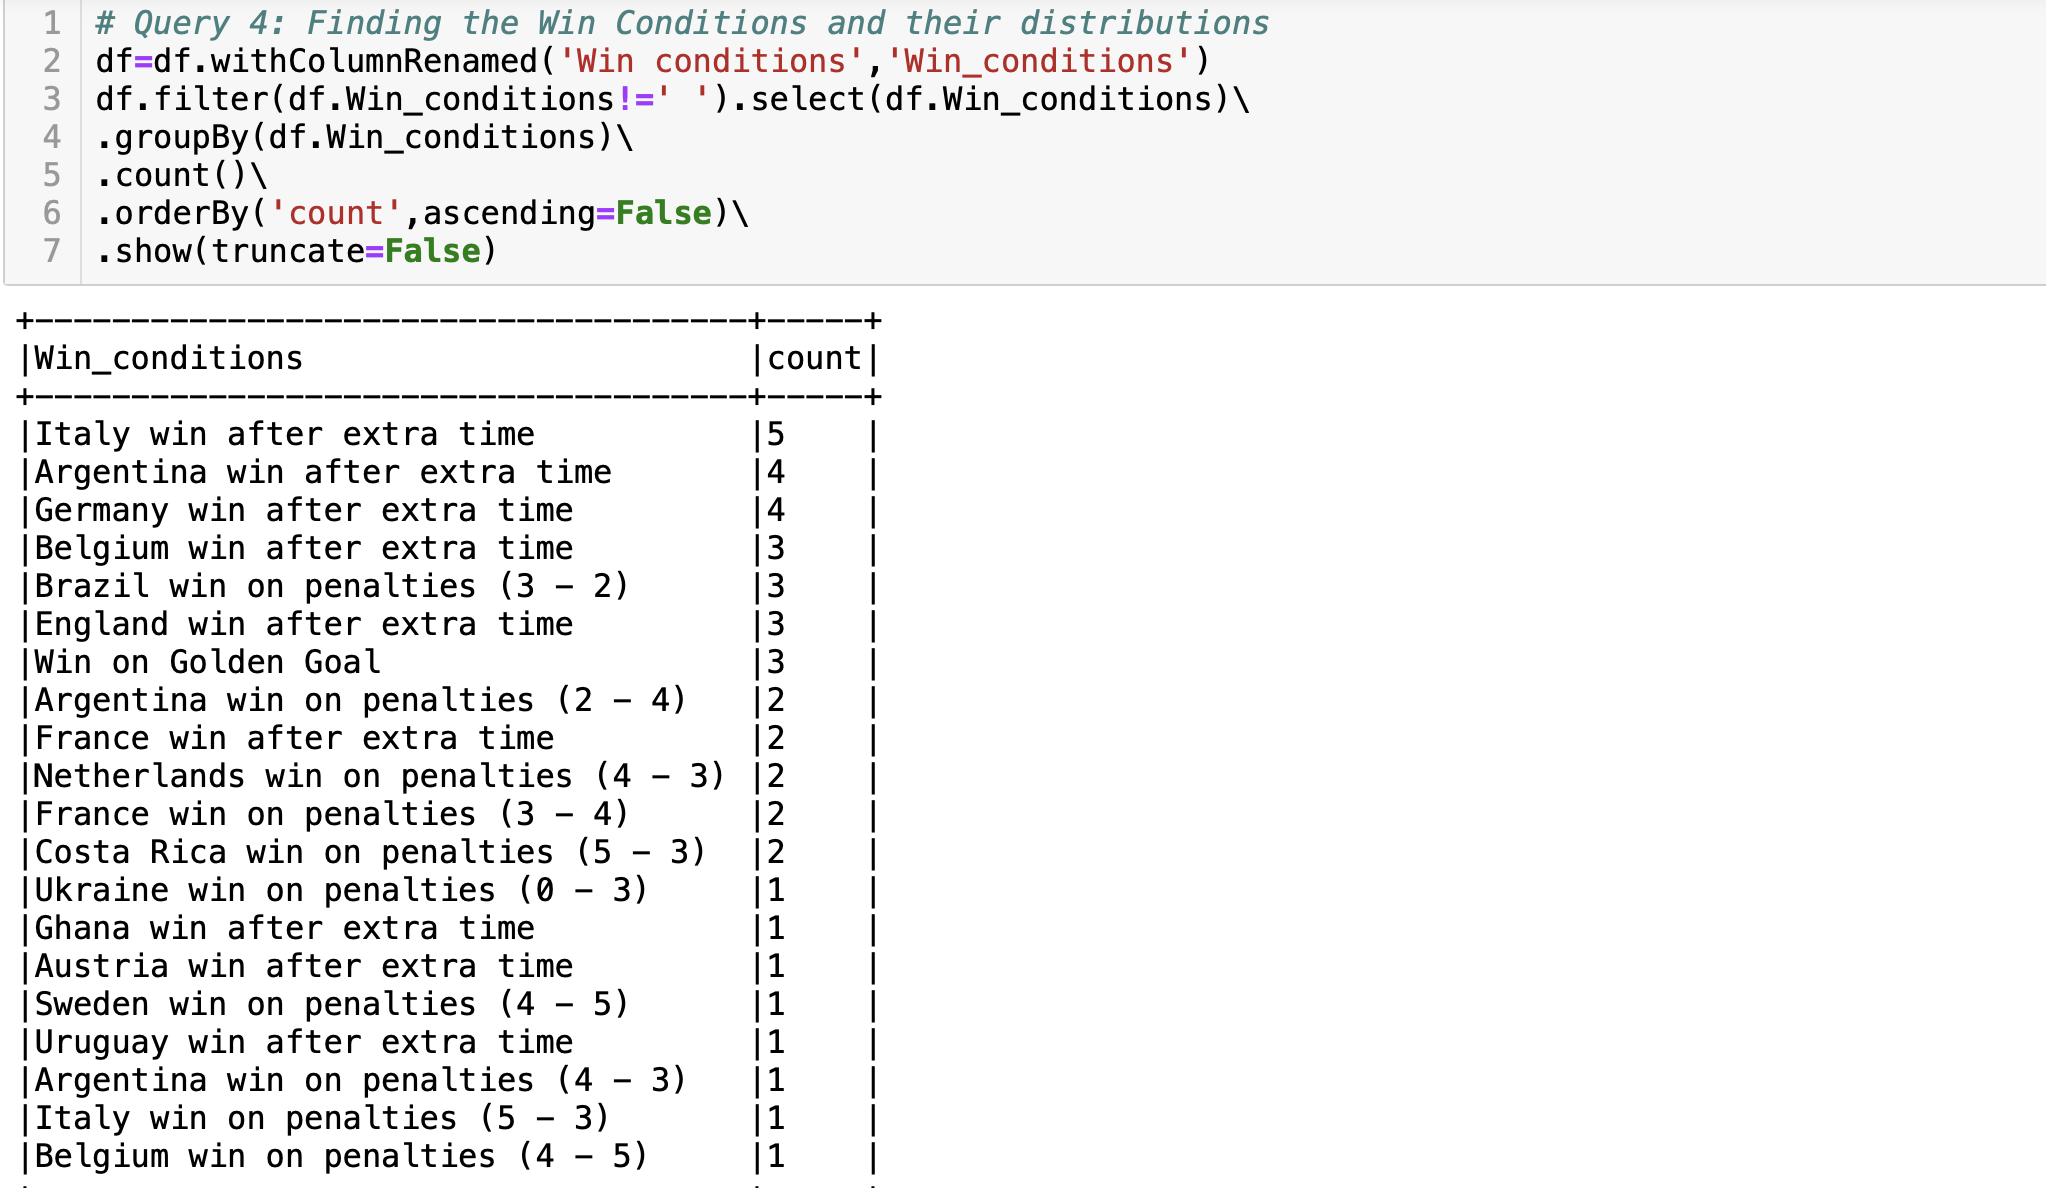 1 # Query 4: Finding the Win Conditions and their distributions
2 df=df.withColumnRenamed('Win conditions','Win_conditions')
3 df.filter(df.Win_conditions!=' ').select(df.Win_conditions)\
4 .groupBy(df.Win_conditions)\
5 .count()\
6 .orderBy('count',ascending=False)\
7 .show(truncate=False)
+-------------------------------------+-----+
|Win_conditions                       |count|
+-------------------------------------+-----+
|Italy win after extra time           |5    |
|Argentina win after extra time       |4    |
|Germany win after extra time         |4    |
|Belgium win after extra time         |3    |
|Brazil win on penalties (3 – 2)      |3    |
|England win after extra time         |3    |
|Win on Golden Goal                   |3    |
|Argentina win on penalties (2 – 4)   |2    |
|France win after extra time          |2    |
|Netherlands win on penalties (4 – 3) |2    |
|France win on penalties (3 – 4)      |2    |
|Costa Rica win on penalties (5 – 3)  |2    |
|Ukraine win on penalties (0 – 3)     |1    |
|Ghana win after extra time           |1    |
|Austria win after extra time         |1    |
|Sweden win on penalties (4 – 5)      |1    |
|Uruguay win after extra time         |1    |
|Argentina win on penalties (4 – 3)   |1    |
|Italy win on penalties (5 – 3)       |1    |
|Belgium win on penalties (4 – 5)     |1    |